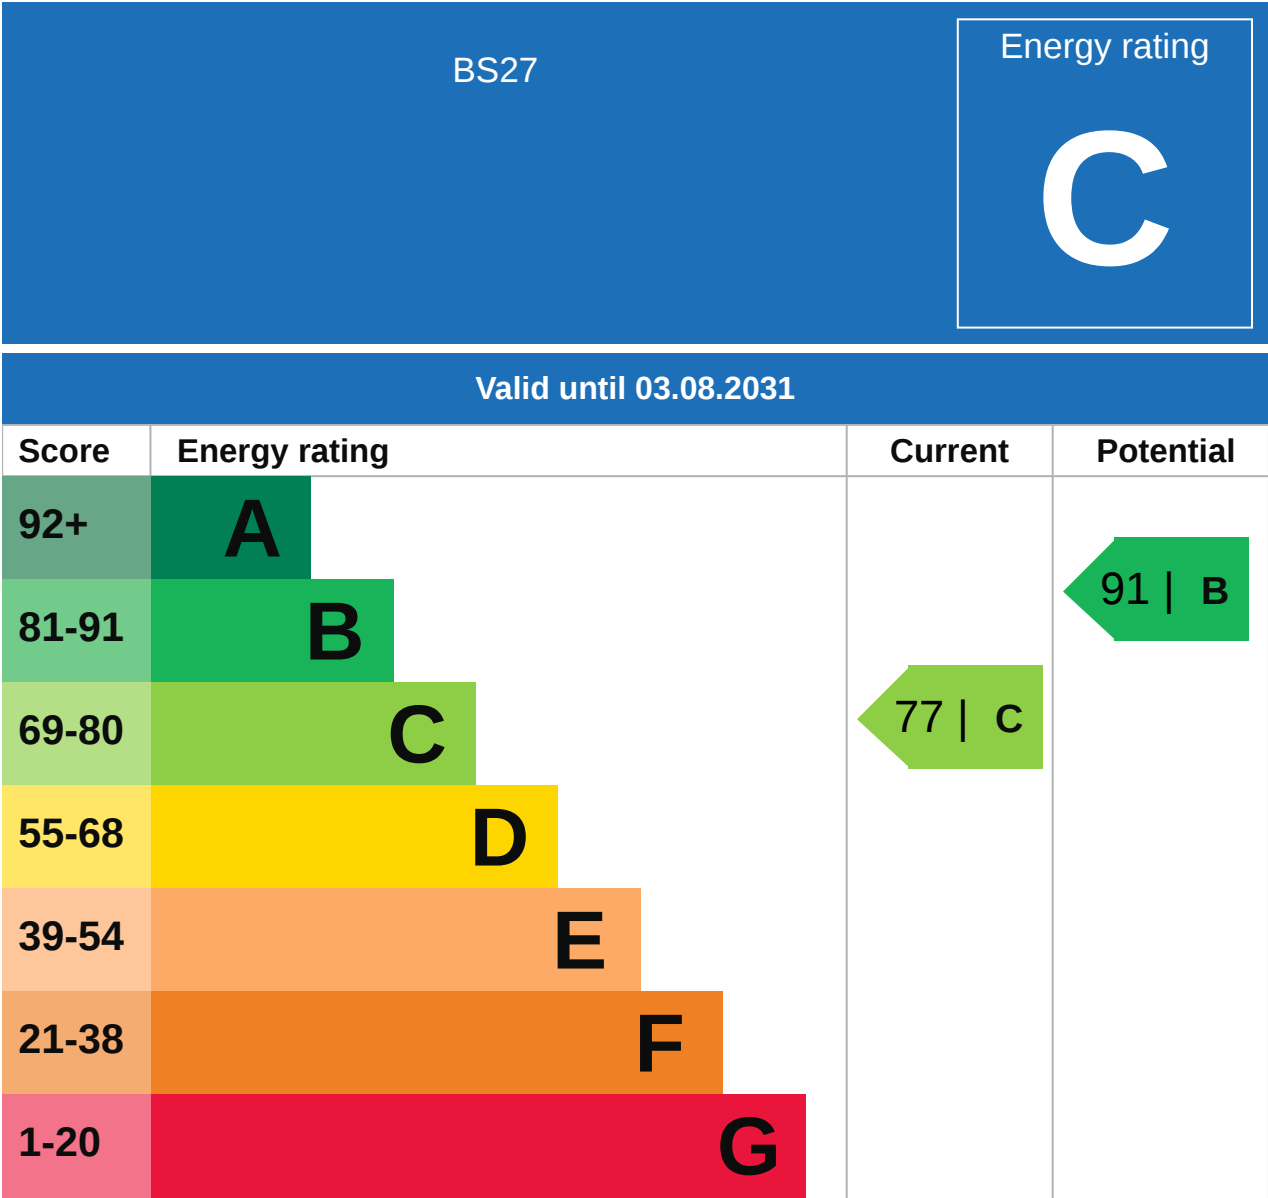 BS27
Energy rating
C
Valid until 03.08.2031
Score Energy rating Current Potential
92+ A
91 | B
81-91 B
69-80 C
77 | C
55-68 D
39-54 E
21-38 F
1-20 G